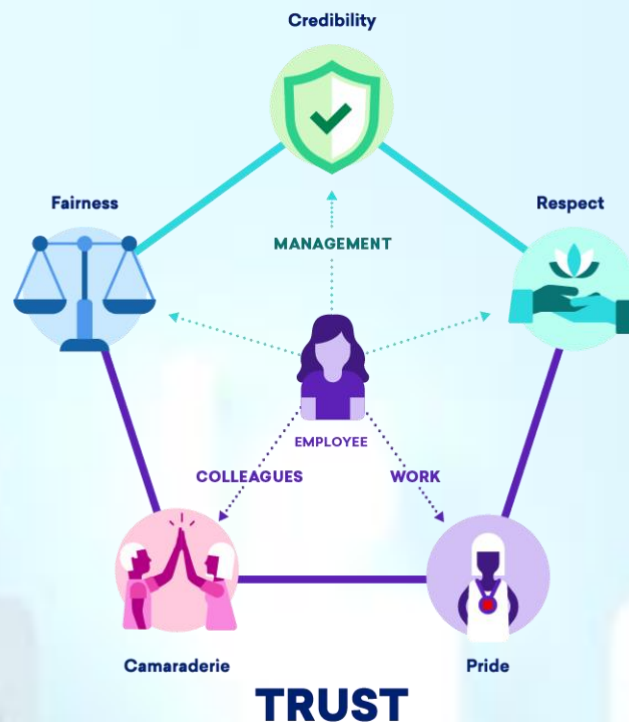 Credibility
Fairness
Respect
MANAGEMENT
EMPLOYEE
COLLEAGUES
WORK
Camaraderie
Pride
TRUST